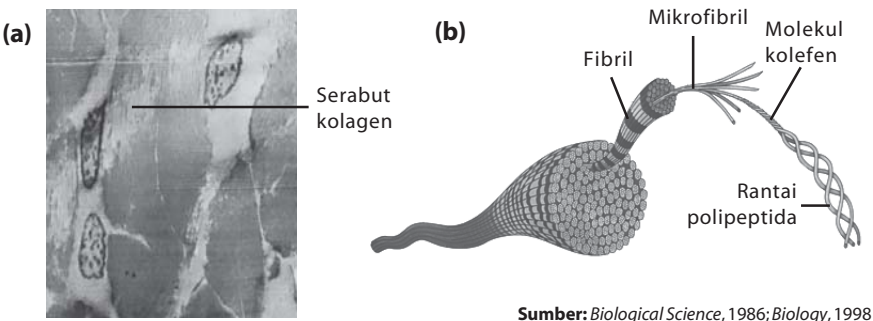 (a)
Serabut
kolagen
(b)
Mikrofibril
Fibril
Molekul
kolefen
Rantai
polipeptida
Sumber: Biological Science, 1986; Biology, 1998